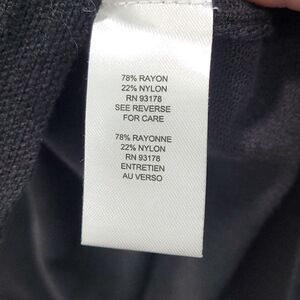 78% RAYON
22% NYLON
RN 93178
SEE REVERSE
FOR CARE
78% RAYONNE
22% NYLON
RN 93178
ENTRETIEN
AU VERSO